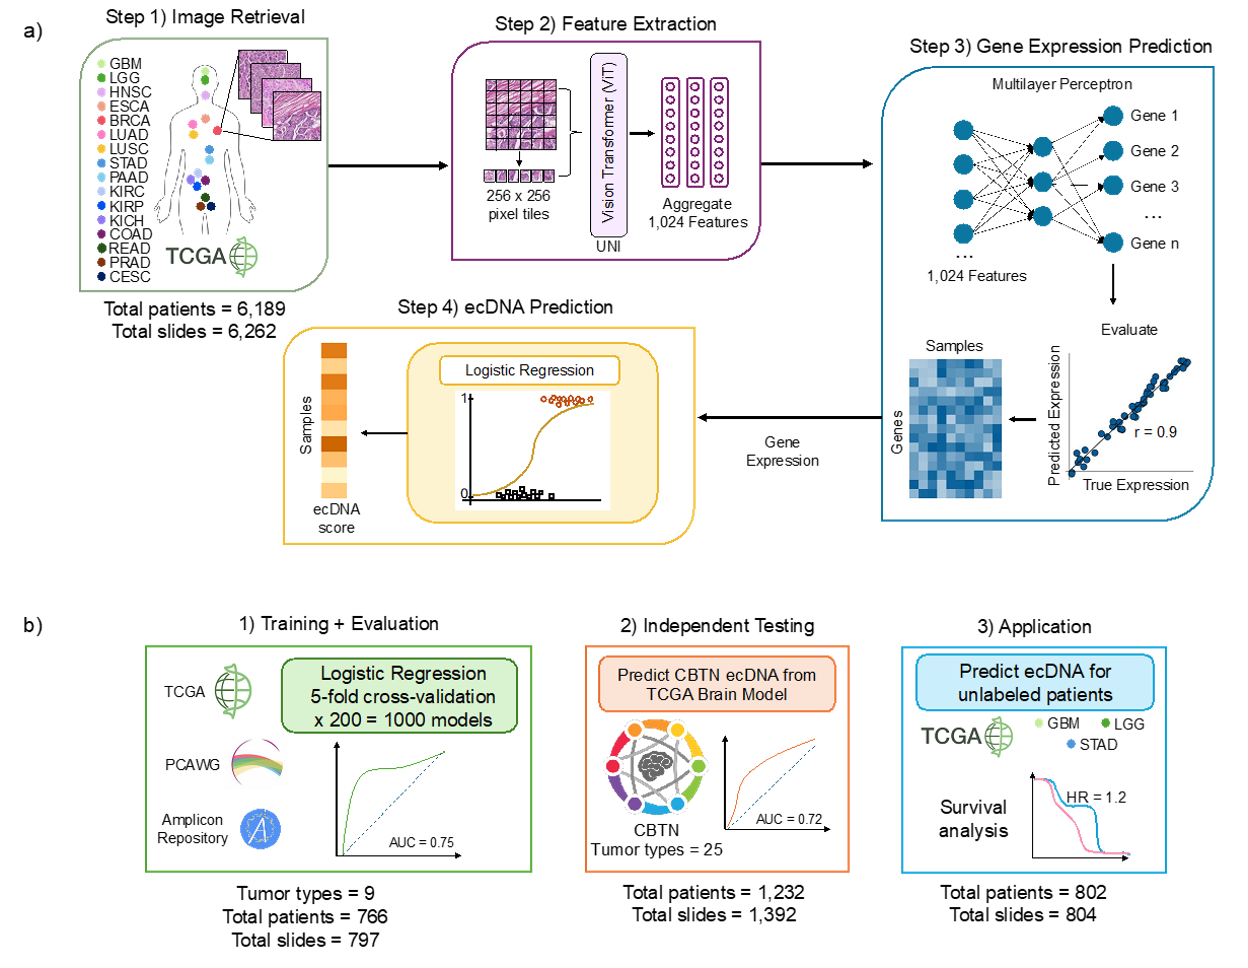 a)
Step 1) Image Retrieval
GBM
LGG
HNSC
ESCA
BRCA
LUAD
LUSC
STAD
PAAD
KIRC
KIRP
KICH
COAD
READ
PRAD
CESC
TCGA
Total patients = 6,189
Total slides = 6,262
Step 2) Feature Extraction
256 x 256
pixel tiles
Vision Transformer (ViT)
UNI
Aggregate
1,024 Features
Step 3) Gene Expression Prediction
Multilayer Perceptron
Gene 1
Gene 2
Gene 3
...
Gene n
...
1,024 Features
Evaluate
Predicted Expression
r = 0.9
True Expression
Samples
Genes
Gene
Expression
Step 4) ecDNA Prediction
Logistic Regression
1
0
Samples
ecDNA
score
b)
1) Training + Evaluation
TCGA
PCAWG
Amplicon
Repository
A
Logistic Regression
5-fold cross-validation
x 200 = 1000 models
AUC = 0.75
Tumor types = 9
Total patients = 766
Total slides = 797
2) Independent Testing
Predict CBTN ecDNA from
TCGA Brain Model
CBTN
Tumor types = 25
AUC = 0.72
Total patients = 1,232
Total slides = 1,392
3) Application
Predict ecDNA for
unlabeled patients
TCGA
GBM
LGG
STAD
Survival
analysis
HR = 1.2
Total patients = 802
Total slides = 804